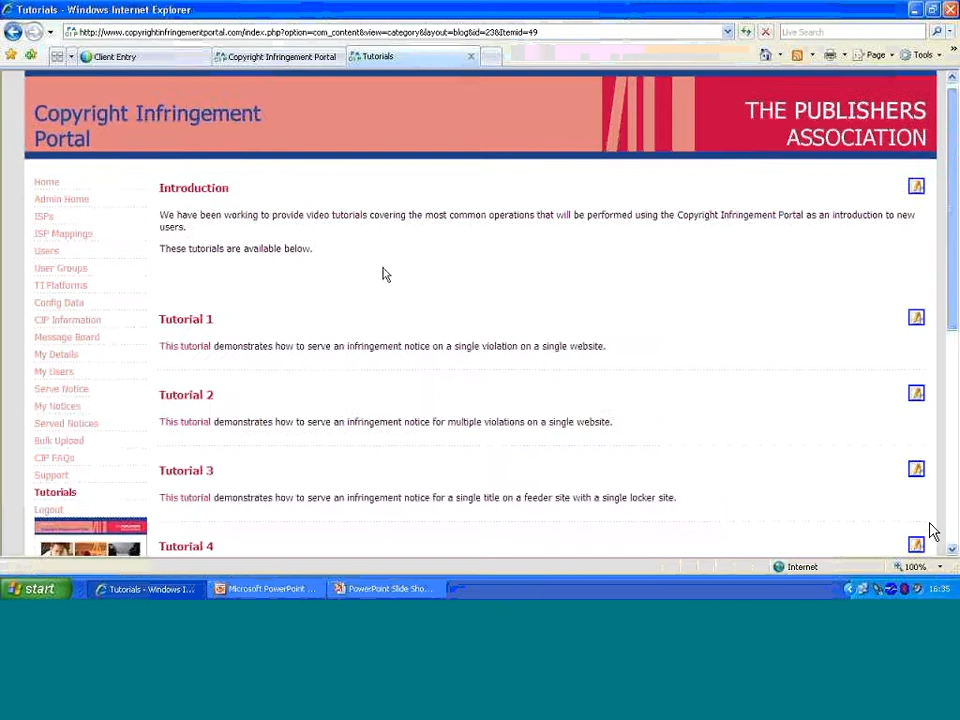 Tutorials - Windows Internet Explorer
http://www.copyrightinfringementportal.com/index.php?option=com_content&view=category&layout=blog&id=23&Itemid=49
Live Search
Client Entry
Copyright Infringement Portal
Tutorials
Page
Tools
Copyright Infringement
Portal
THE PUBLISHERS
ASSOCIATION
Home
Admin Home
ISPs
ISP Mappings
Users
User Groups
TI Platforms
Config Data
CIP Information
Message Board
My Details
My Users
Serve Notice
My Notices
Served Notices
Bulk Upload
CIP FAQs
Support
Tutorials
Logout
Introduction
We have been working to provide video tutorials covering the most common operations that will be performed using the Copyright Infringement Portal as an introduction to new
users.
These tutorials are available below.
Tutorial 1
This tutorial demonstrates how to serve an infringement notice on a single violation on a single website.
Tutorial 2
This tutorial demonstrates how to serve an infringement notice for multiple violations on a single website.
Tutorial 3
This tutorial demonstrates how to serve an infringement notice for a single title on a feeder site with a single locker site.
Tutorial 4
Internet
100%
start
Tutorials - Windows I...
Microsoft PowerPoint ...
PowerPoint Slide Sho...
16:35